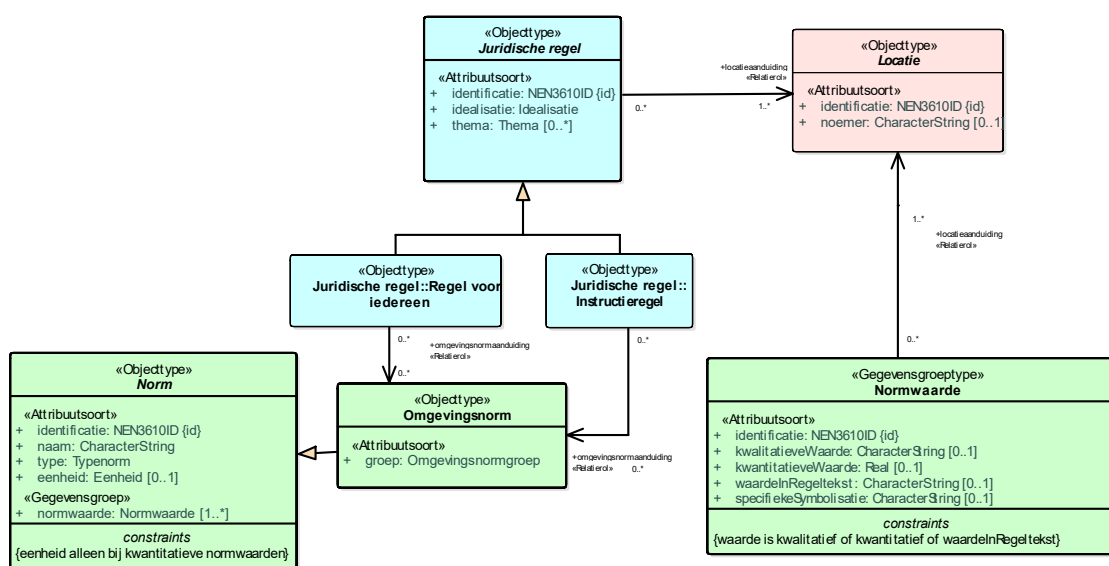 «Objecttype»
Juridische regel
«Attribuutsoort»
+ identificatie: NEN3610ID {id}
+ idealisatie: Idealisatie
+ thema: Thema [0..*]
+locatieaanduiding
«Relatierol»
0..*
1..*
«Objecttype»
Locatie
«Attribuutsoort»
+ identificatie: NEN3610ID {id}
+ noemer: CharacterString [0..1]
1..*
+locatieaanduiding
«Relatierol»
0..*
«Objecttype»
Juridische regel::Regel voor
iedereen
«Objecttype»
Juridische regel::
Instructieregel
0..*
+omgevingsnormaanduiding
«Relatierol»
0..*
0..*
+omgevingsnormaanduiding
«Relatierol» 0..*
«Objecttype»
Norm
«Attribuutsoort»
+ identificatie: NEN3610ID {id}
+ naam: CharacterString
+ type: Typenorm
+ eenheid: Eenheid [0..1]
«Gegevensgroep»
+ normwaarde: Normwaarde [1..*]
constraints
{eenheid alleen bij kwantitatieve normwaarden}
«Objecttype»
Omgevingsnorm
«Attribuutsoort»
+ groep: Omgevingsnormgroep
«Gegevensgroeptype»
Normwaarde
«Attribuutsoort»
+ identificatie: NEN3610ID {id}
+ kwalitatieveWaarde: CharacterString [0..1]
+ kwantitatieveWaarde: Real [0..1]
+ waardeInRegeltekst: CharacterString [0..1]
+ specifiekeSymbolisatie: CharacterString [0..1]
constraints
{waarde is kwalitatief of kwantitatief of waardeInRegeltekst}